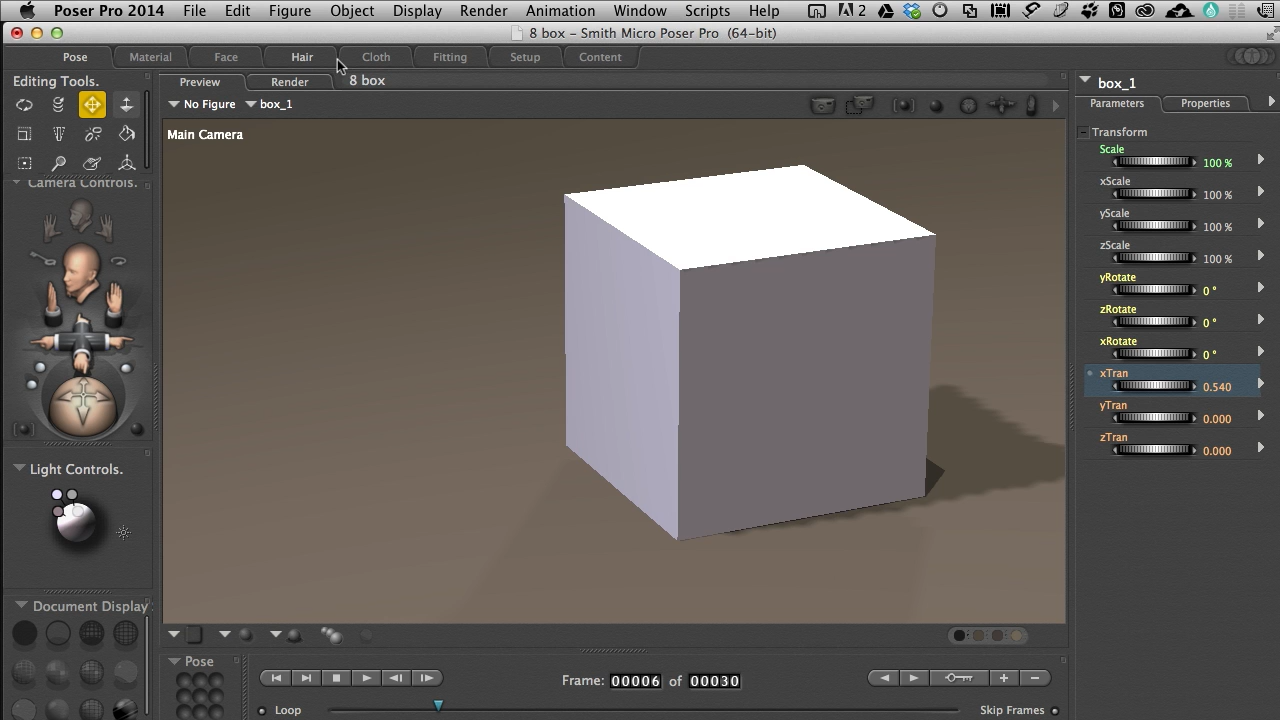 Poser Pro 2014 File Edit Figure Object Display Render Animation Window Scripts Help A 2
8 box – Smith Micro Poser Pro (64-bit)
Pose Material Face Hair Cloth Fitting Setup Content
Editing Tools.
Preview Render 8 box
No Figure box_1
Main Camera
Camera Controls.
Light Controls.
Document Display
Pose
Frame: 00006 of 00030
Loop
Skip Frames
box_1
Parameters Properties
Transform
Scale
100 %
xScale
100 %
yScale
100 %
zScale
100 %
yRotate
0 °
zRotate
0 °
xRotate
0 °
xTran
0.540
yTran
0.000
zTran
0.000